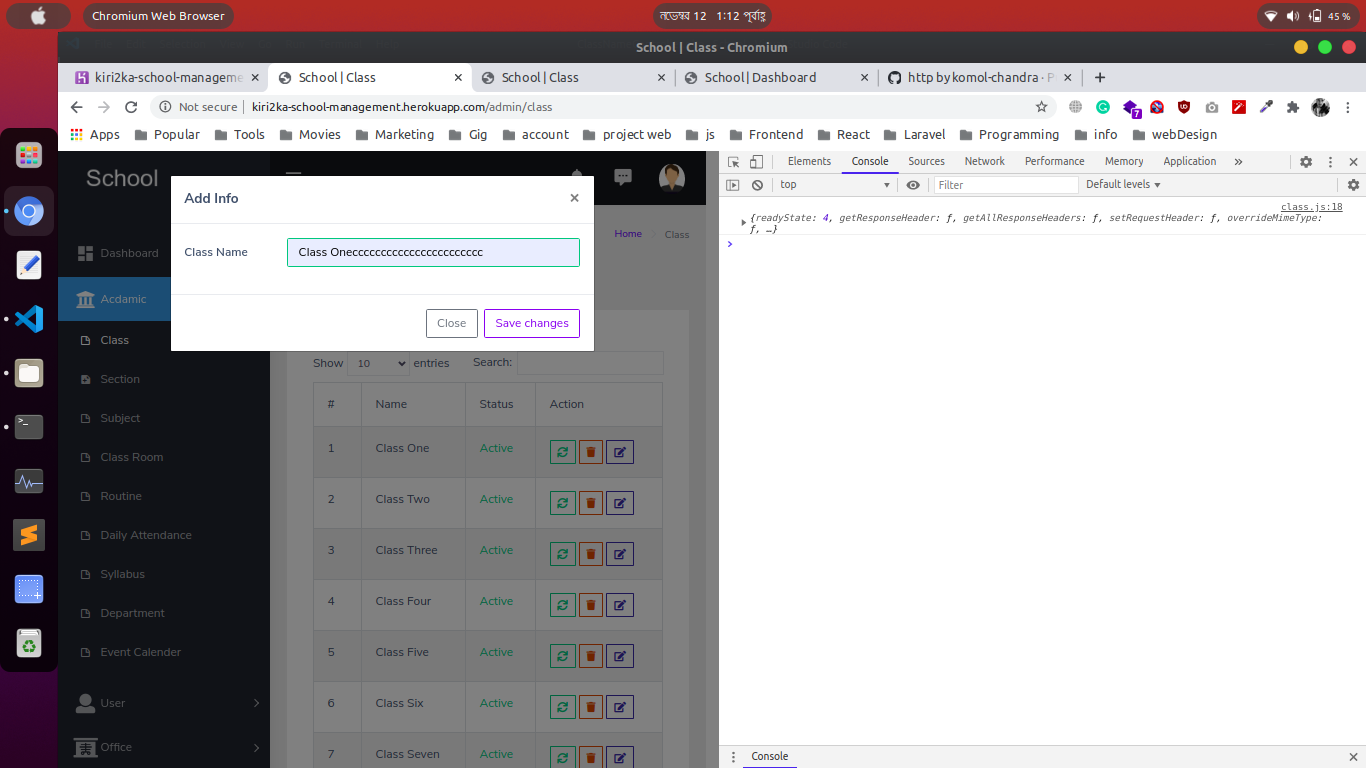 Chromium Web Browser
নভেম্বর 12 1:12 পূর্বাহ্ণ
45 %
School | Class - Chromium
kiri2ka-school-manageme
School | Class
School | Class
School | Dashboard
http by komol-chandra · P
Not secure | kiri2ka-school-management.herokuapp.com/admin/class
7
Apps Popular Tools Movies Marketing Gig account project web js Frontend React Laravel Programming info webDesign
School
Dashboard
Acdamic
Class
Section
Subject
Class Room
Routine
Daily Attendance
Syllabus
Department
Event Calender
User
Office
Add Info ×
Class Name Class Oneccccccccccccccccccccccc
Close Save changes
Home Class
Show 10 entries Search:
# Name Status Action
1 Class One Active
2 Class Two Active
3 Class Three Active
4 Class Four Active
5 Class Five Active
6 Class Six Active
7 Class Seven Active
Elements Console Sources Network Performance Memory Application »
top Filter Default levels
class.js:18
{readyState: 4, getResponseHeader: ƒ, getAllResponseHeaders: ƒ, setRequestHeader: ƒ, overrideMimeType:
ƒ, …}
Console